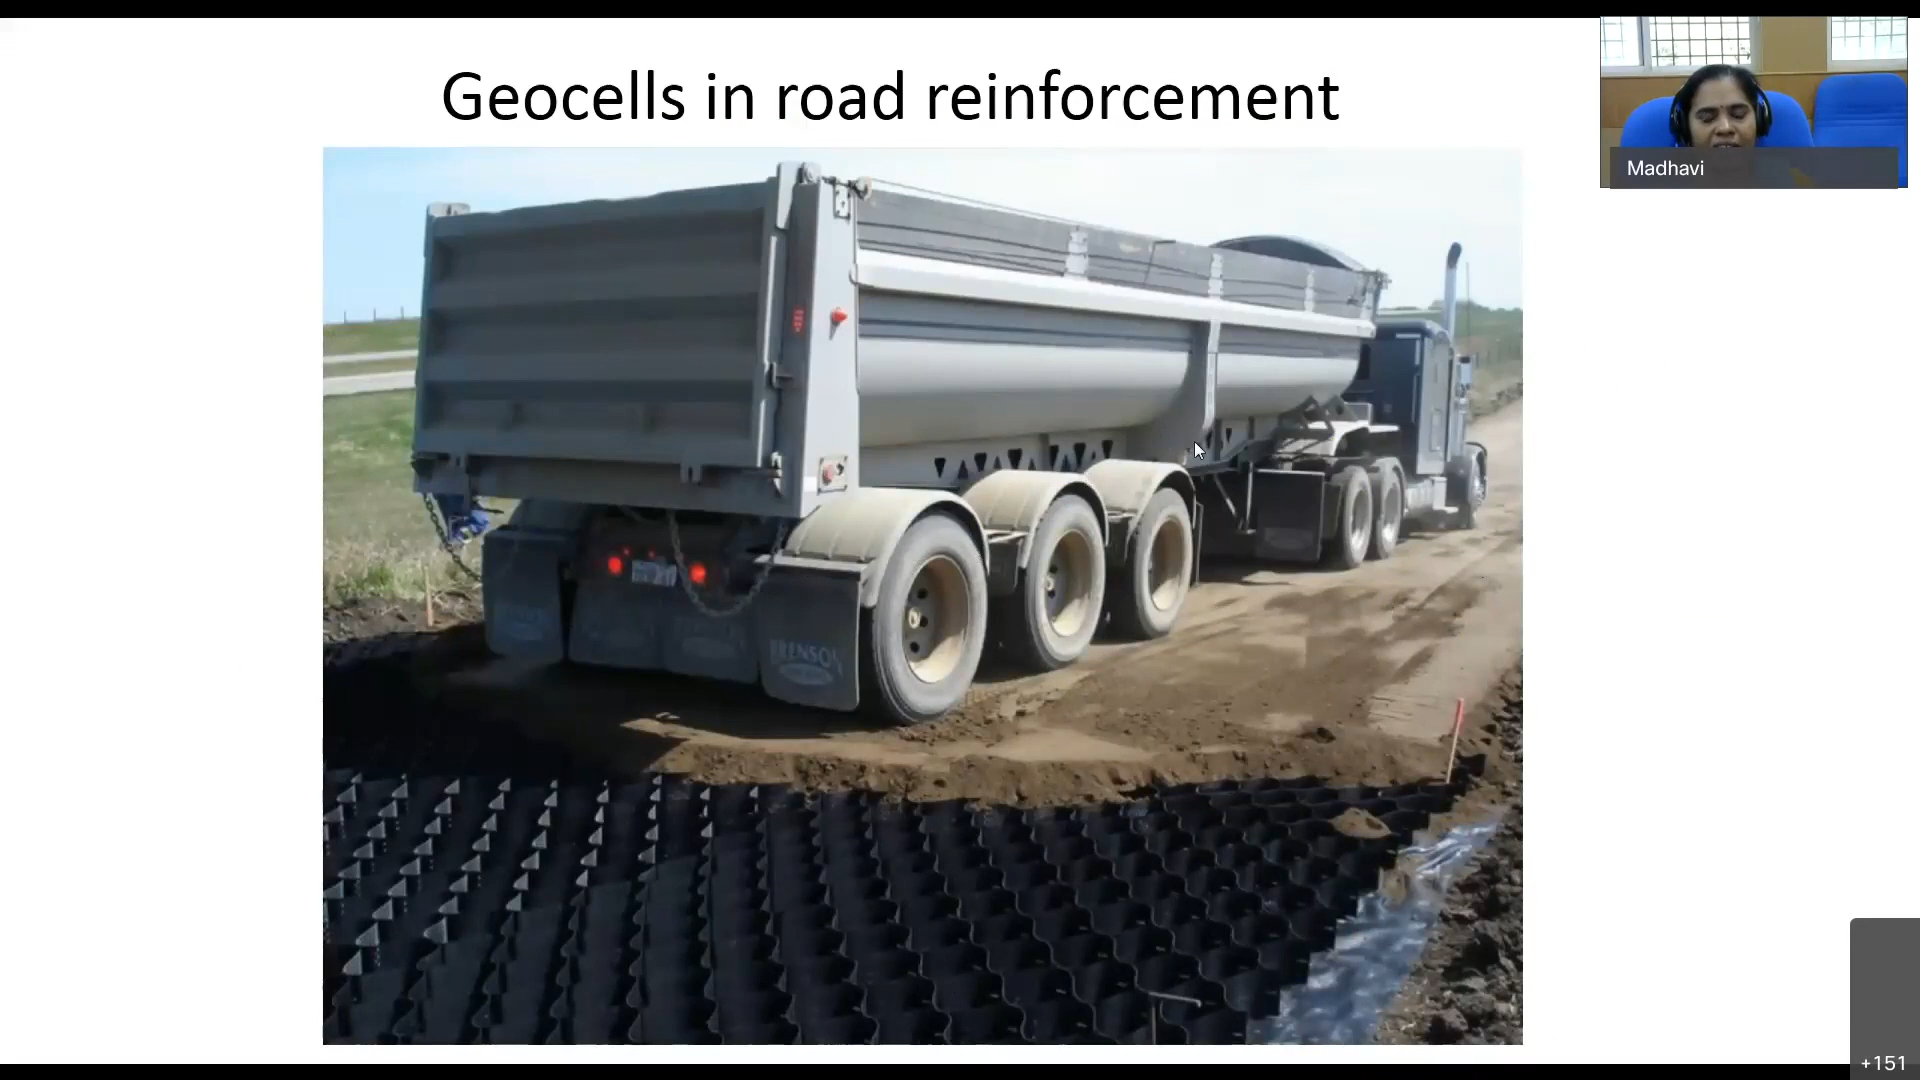 Geocells in road reinforcement
Madhavi
+151